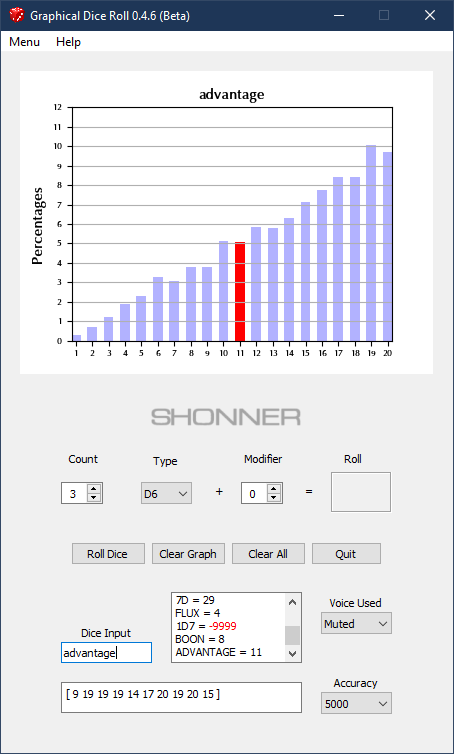 Graphical Dice Roll 0.4.6 (Beta)
Menu Help
advantage
Percentages
12
11
10
9
8
7
6
5
4
3
2
1
0
1 2 3 4 5 6 7 8 9 10 11 12 13 14 15 16 17 18 19 20
SHONNER
Count Type Modifier Roll
3 D6 + 0 =
Roll Dice Clear Graph Clear All Quit
7D = 29
FLUX = 4
1D7 = -9999
BOON = 8
ADVANTAGE = 11
Voice Used
Muted
Dice Input
advantage
[ 9 19 19 19 14 17 20 19 20 15 ]
Accuracy
5000